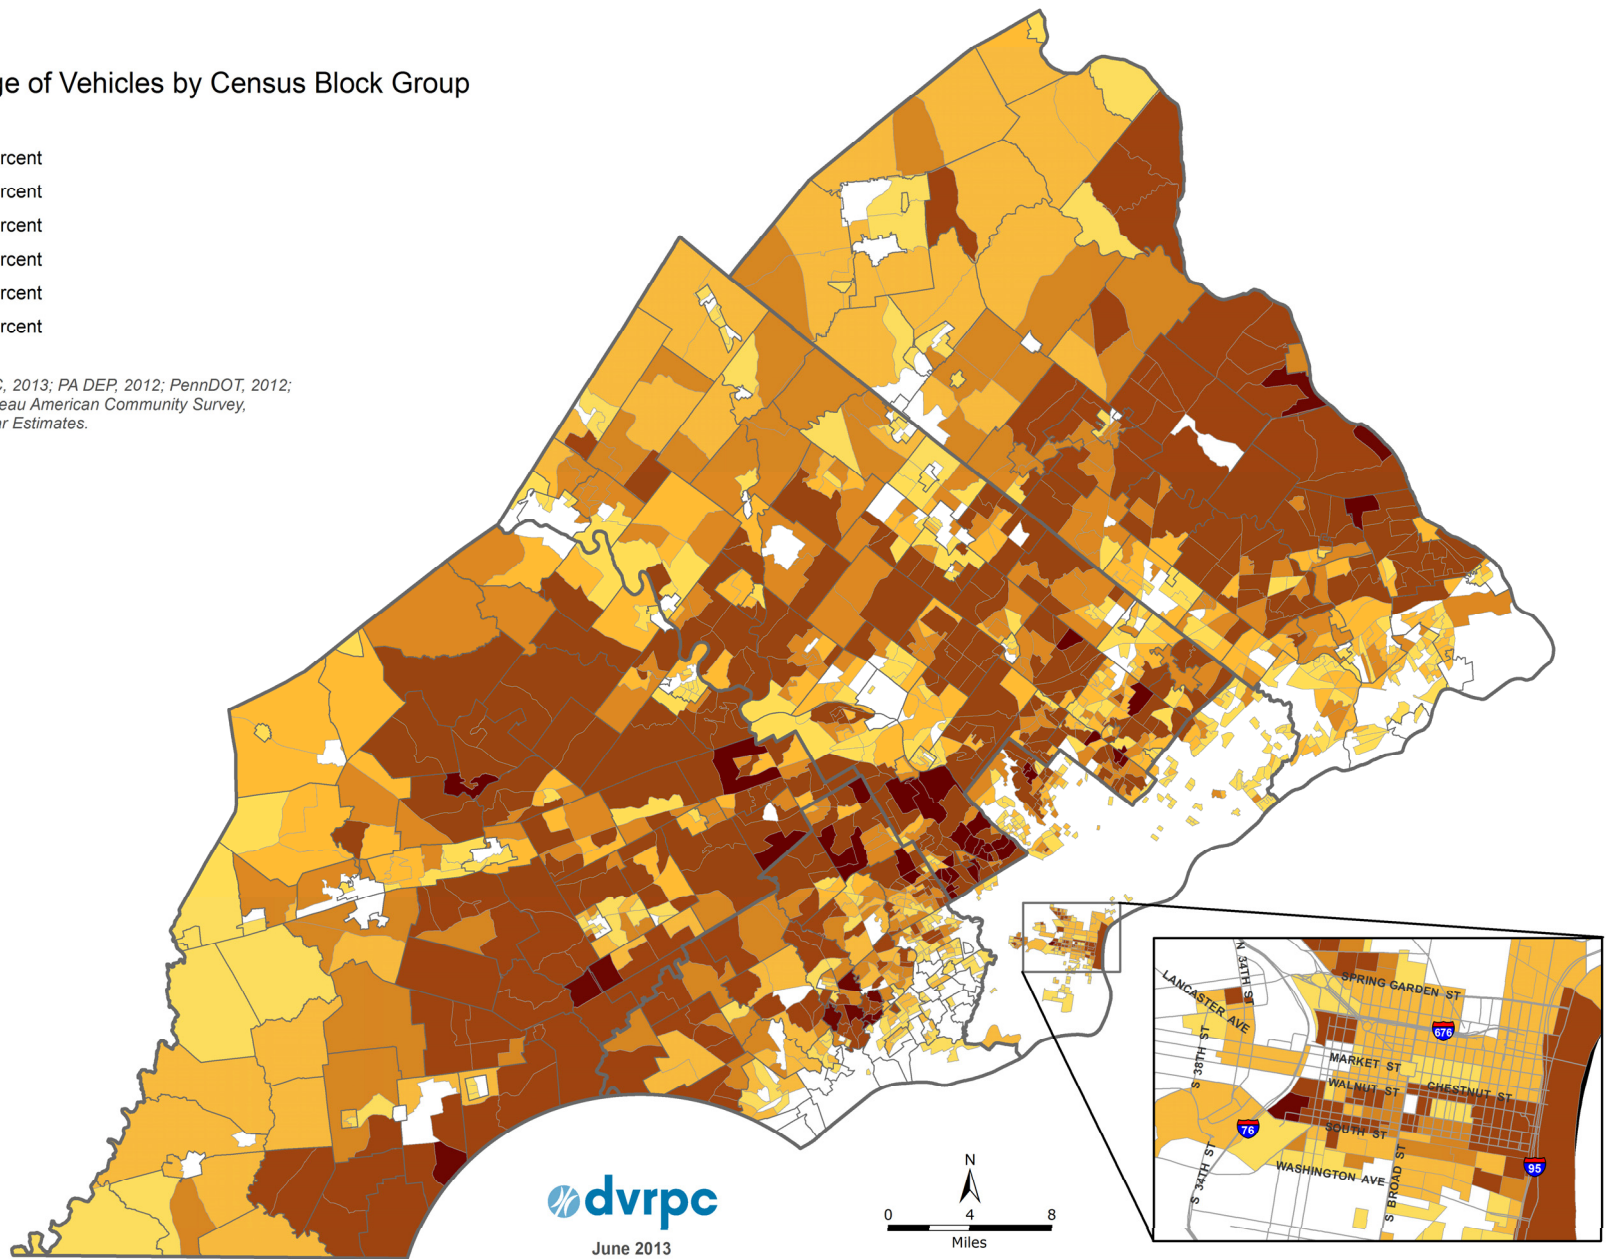 ge of Vehicles by Census Block Group
rcent
rcent
rcent
rcent
rcent
rcent
C, 2013; PA DEP, 2012; PennDOT, 2012;
eau American Community Survey,
ar Estimates.
dvrpc
June 2013
N
0 4 8
Miles
N 34TH ST
LANCASTER AVE
SPRING GARDEN ST
676
S 38TH ST
MARKET ST
WALNUT ST
CHESTNUT ST
76
SOUTH ST
95
S 34TH ST
WASHINGTON AVE
S BROAD ST